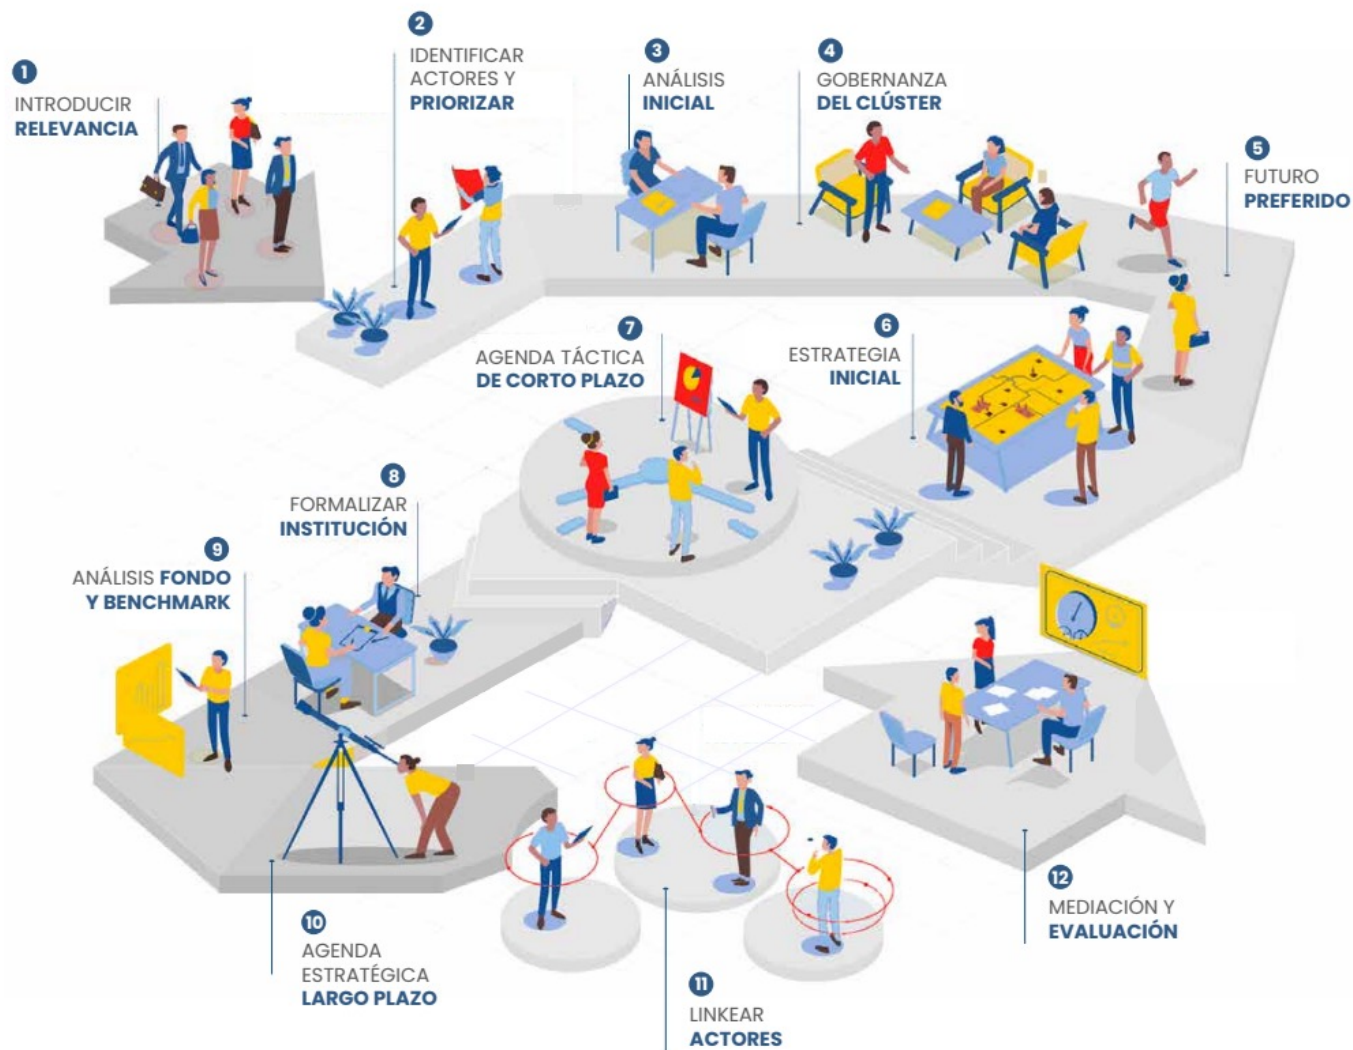 1
INTRODUCIR
RELEVANCIA
2
IDENTIFICAR
ACTORES Y
PRIORIZAR
3
ANÁLISIS
INICIAL
4
GOBERNANZA
DEL CLÚSTER
5
FUTURO
PREFERIDO
6
ESTRATEGIA
INICIAL
7
AGENDA TÁCTICA
DE CORTO PLAZO
8
FORMALIZAR
INSTITUCIÓN
9
ANÁLISIS FONDO
Y BENCHMARK
10
AGENDA
ESTRATÉGICA
LARGO PLAZO
11
LINKEAR
ACTORES
12
MEDIACIÓN Y
EVALUACIÓN